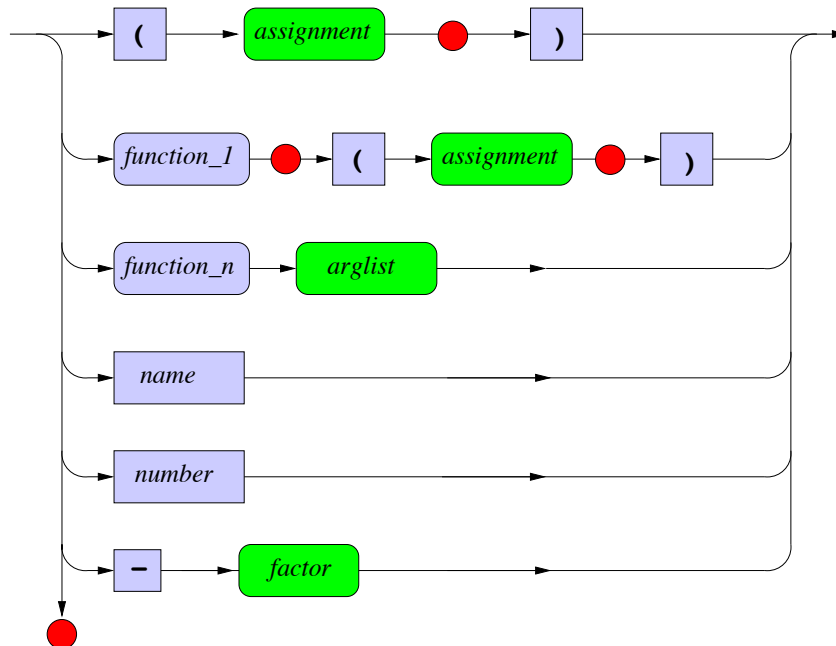 ( assignment )
function_1 ( assignment )
function_n arglist
name
number
- factor